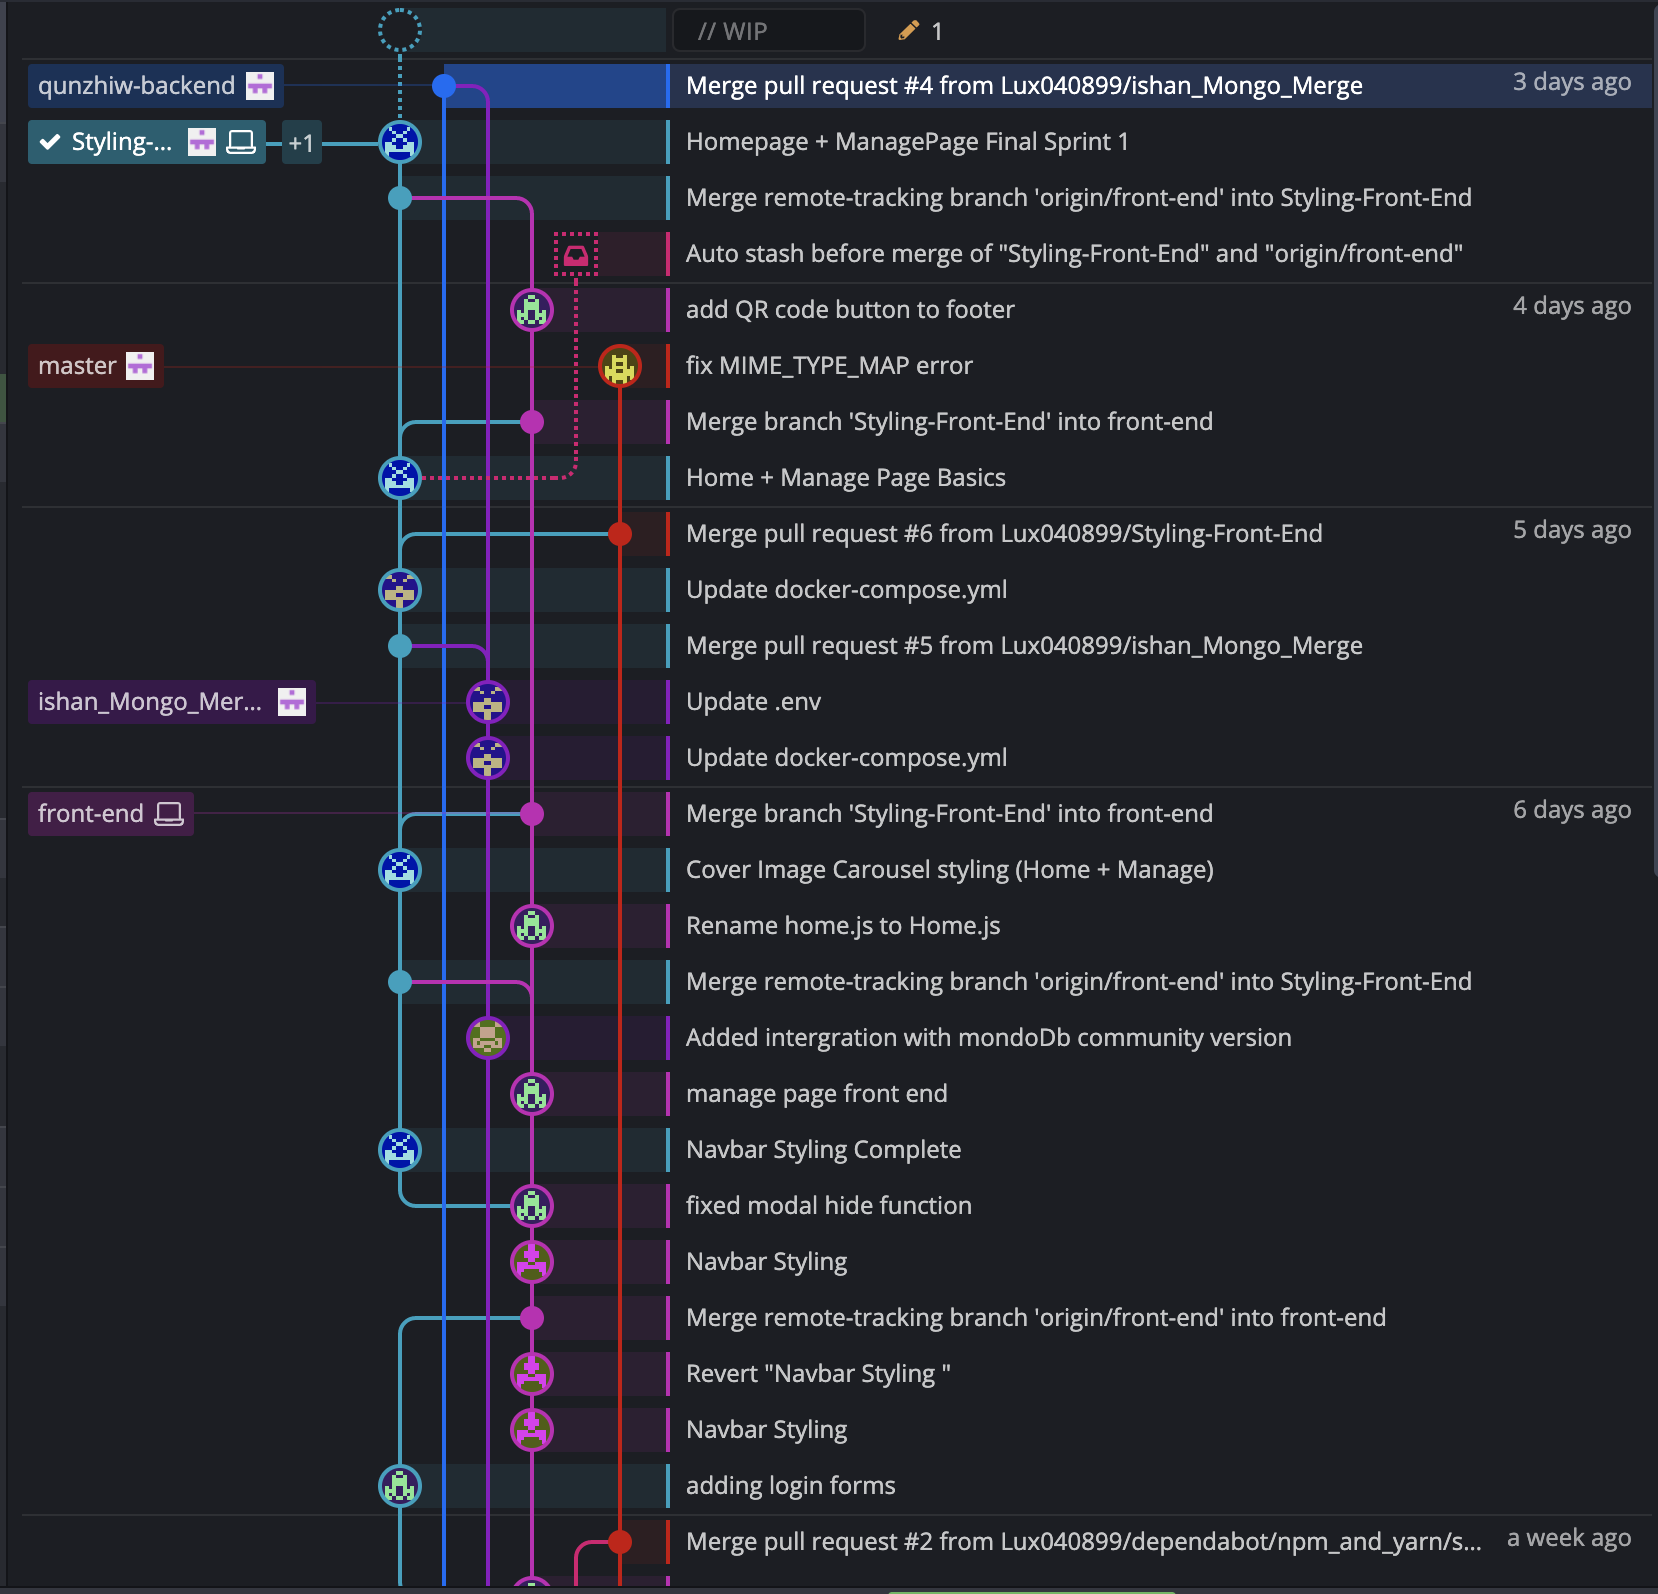 // WIP 1
qunzhiw-backend Merge pull request #4 from Lux040899/ishan_Mongo_Merge 3 days ago
Styling-... +1 Homepage + ManagePage Final Sprint 1
Merge remote-tracking branch 'origin/front-end' into Styling-Front-End
Auto stash before merge of "Styling-Front-End" and "origin/front-end"
add QR code button to footer 4 days ago
master fix MIME_TYPE_MAP error
Merge branch 'Styling-Front-End' into front-end
Home + Manage Page Basics
Merge pull request #6 from Lux040899/Styling-Front-End 5 days ago
Update docker-compose.yml
Merge pull request #5 from Lux040899/ishan_Mongo_Merge
ishan_Mongo_Mer... Update .env
Update docker-compose.yml
front-end Merge branch 'Styling-Front-End' into front-end 6 days ago
Cover Image Carousel styling (Home + Manage)
Rename home.js to Home.js
Merge remote-tracking branch 'origin/front-end' into Styling-Front-End
Added intergration with mondoDb community version
manage page front end
Navbar Styling Complete
fixed modal hide function
Navbar Styling
Merge remote-tracking branch 'origin/front-end' into front-end
Revert "Navbar Styling "
Navbar Styling
adding login forms
Merge pull request #2 from Lux040899/dependabot/npm_and_yarn/s... a week ago